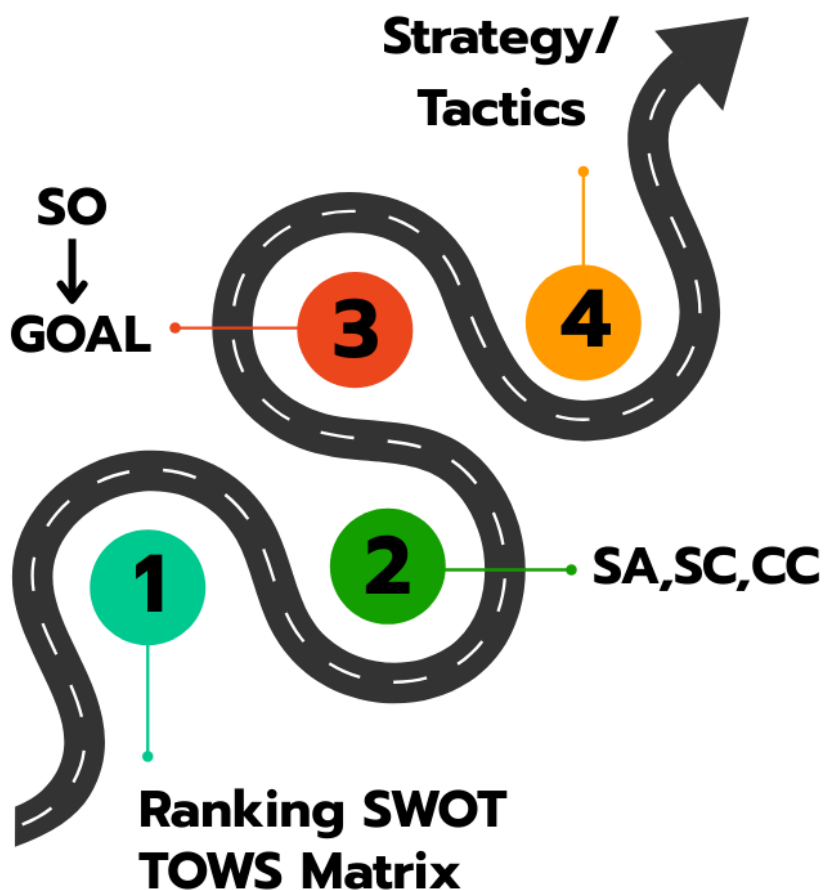 Strategy/
Tactics
SO
GOAL
3
4
1
2
SA,SC,CC
Ranking SWOT
TOWS Matrix